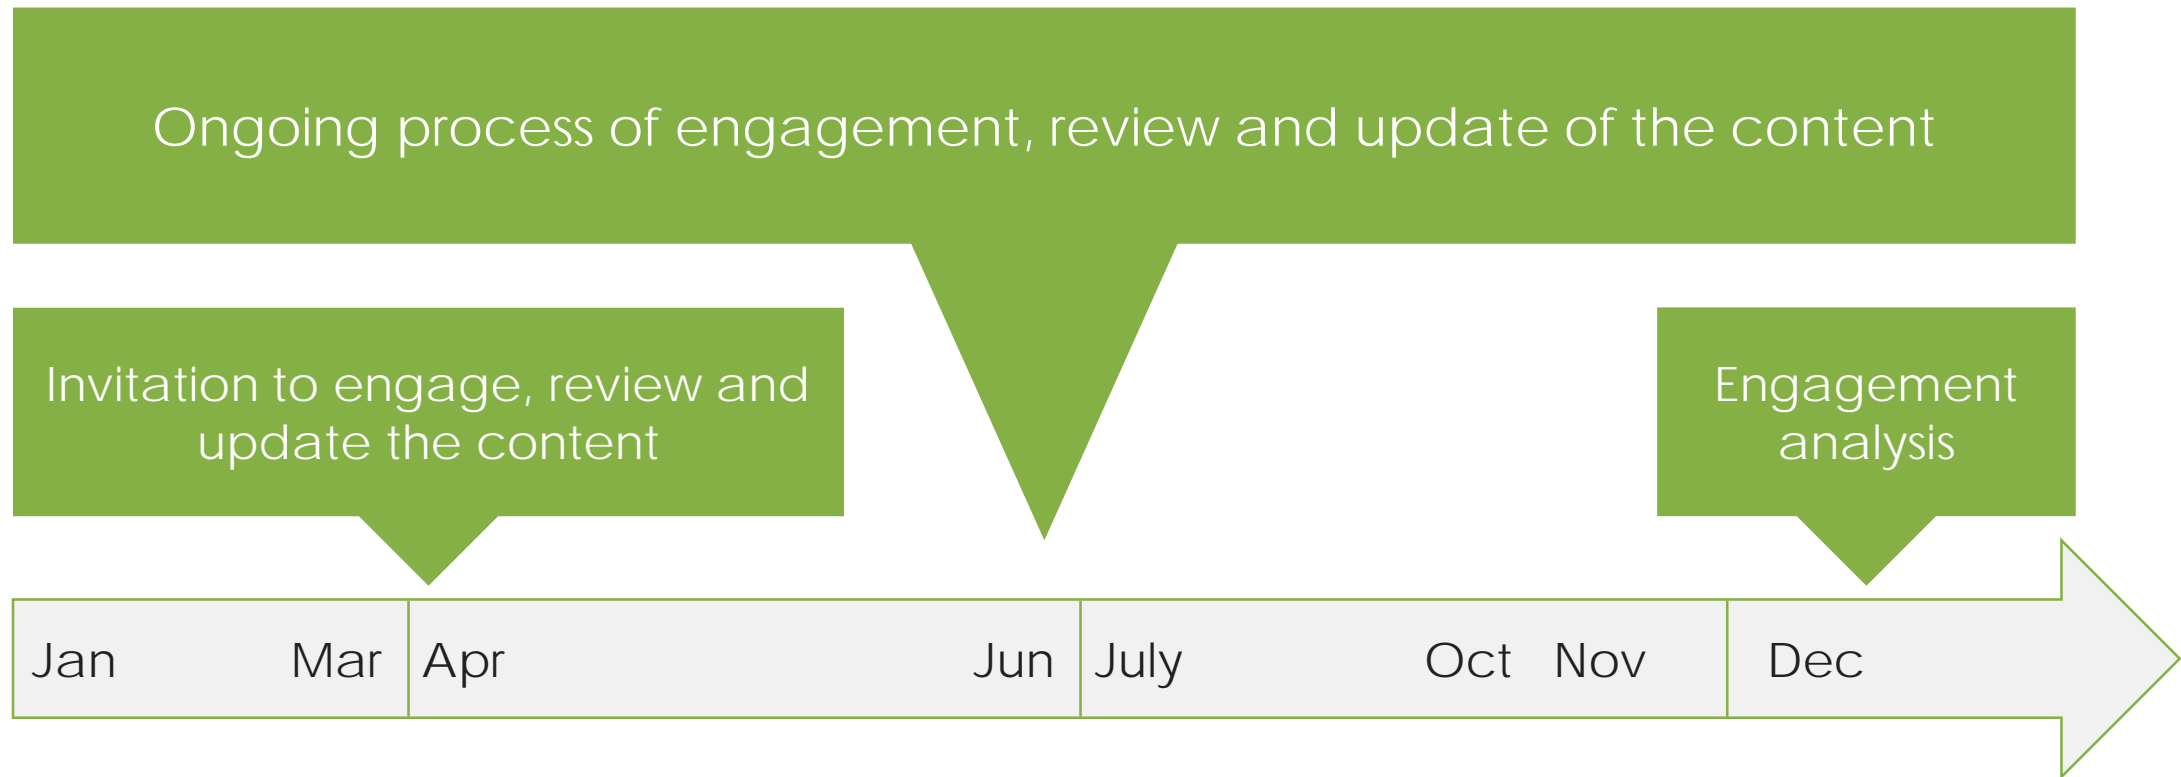 Ongoing process of engagement, review and update of the content
Invitation to engage, review and
update the content
Engagement
analysis
Jan Mar Apr Jun July Oct Nov Dec